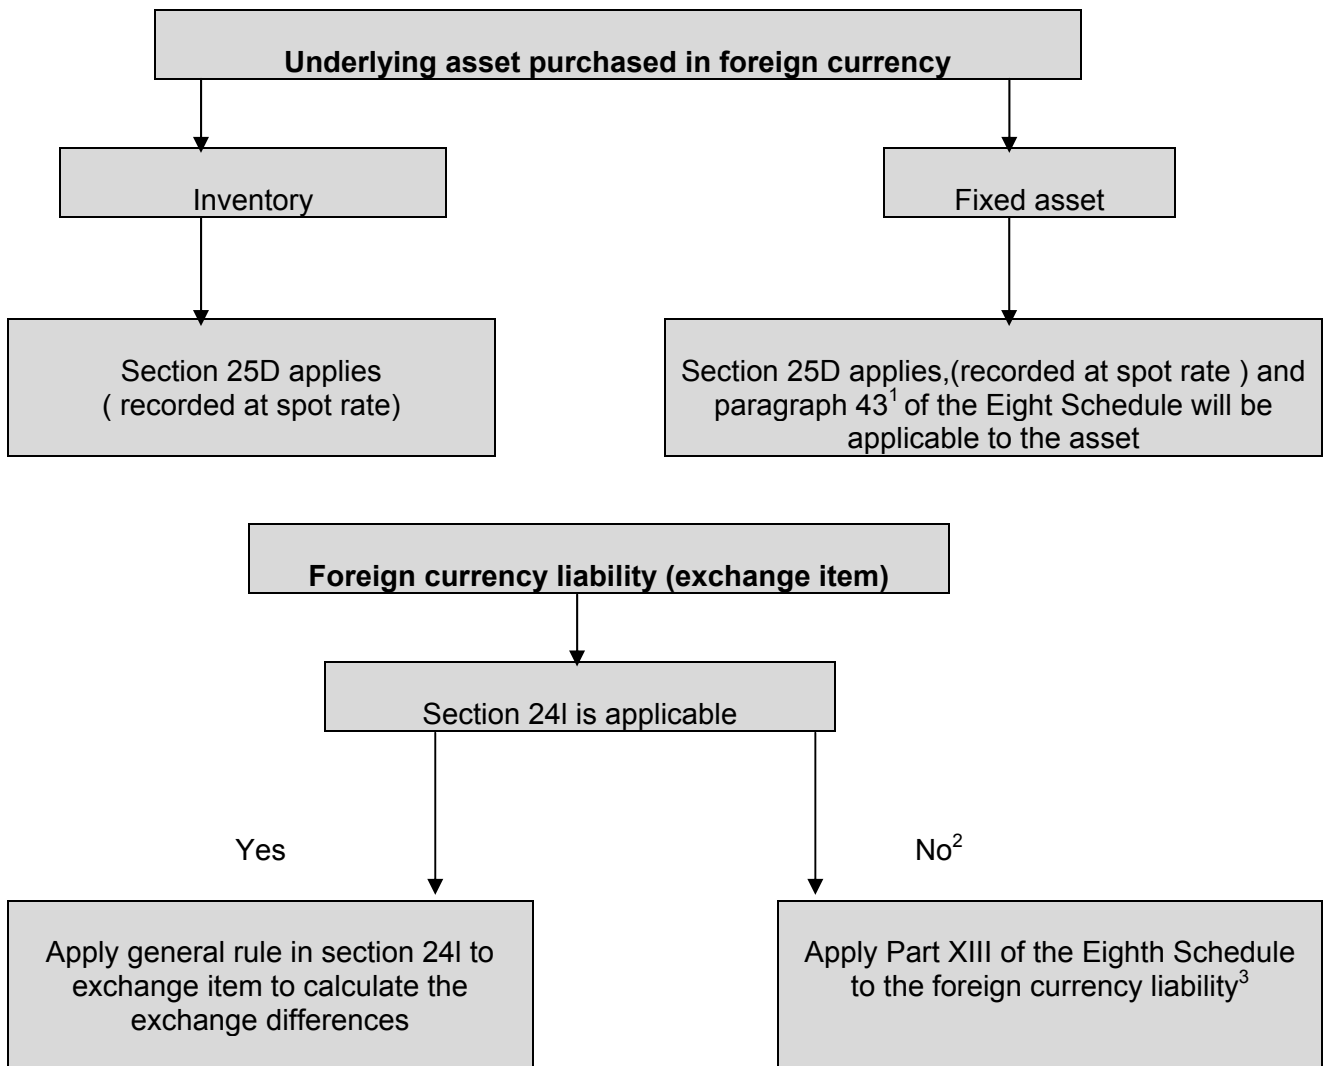 Underlying asset purchased in foreign currency
Inventory
Fixed asset
Section 25D applies
( recorded at spot rate)
Section 25D applies,(recorded at spot rate ) and
paragraph 43¹ of the Eight Schedule will be
applicable to the asset
Foreign currency liability (exchange item)
Section 24I is applicable
Yes
No²
Apply general rule in section 24I to
exchange item to calculate the
exchange differences
Apply Part XIII of the Eighth Schedule
to the foreign currency liability³